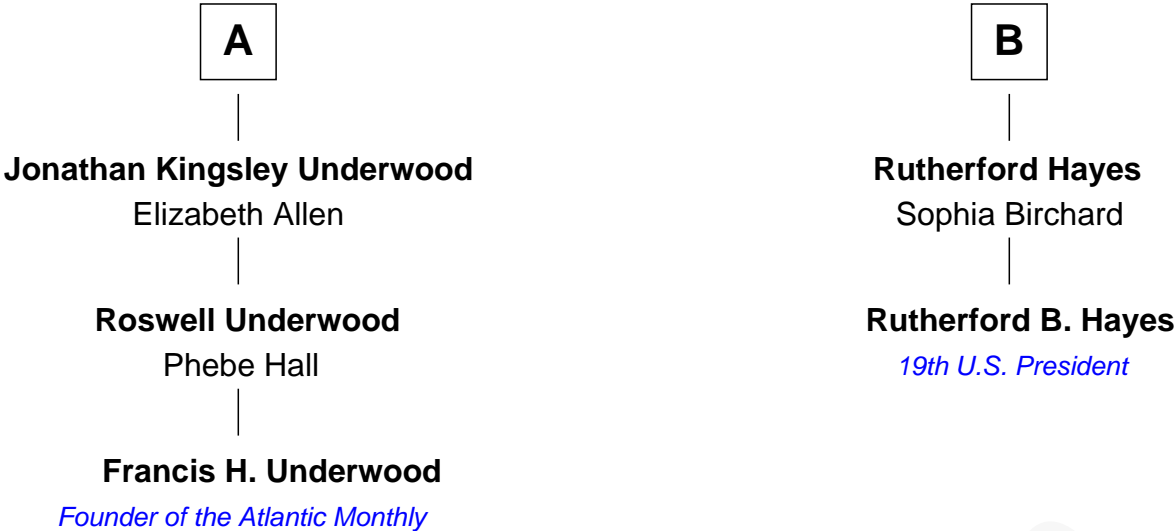 A
Jonathan Kingsley Underwood
Elizabeth Allen
Roswell Underwood
Phebe Hall
Francis H. Underwood
Founder of the Atlantic Monthly
B
Rutherford Hayes
Sophia Birchard
Rutherford B. Hayes
19th U.S. President